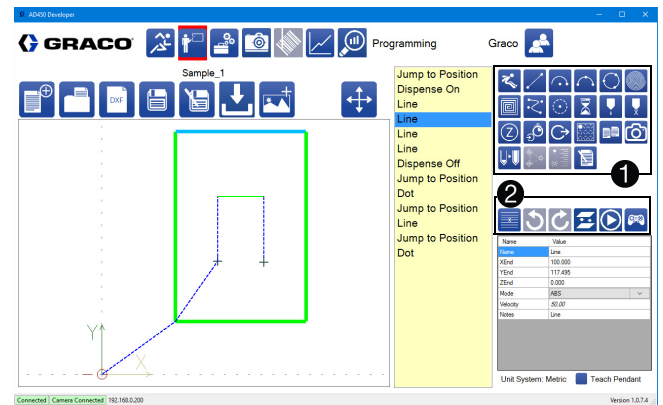 AD450 Developer
GRACO
Programming
Graco
Sample_1
DXF
Jump to Position
Dispense On
Line
Line
Line
Line
Dispense Off
Jump to Position
Dot
Jump to Position
Line
Jump to Position
Dot
1
2
Z
Name Value
Name Line
XEnd 100.000
YEnd 117.495
ZEnd 0.000
Mode ABS
Velocity 50.00
Notes Line
Y
X
Unit System: Metric Teach Pendant
Connected Camera Connected 192.168.0.200 Version 1.0.7.4